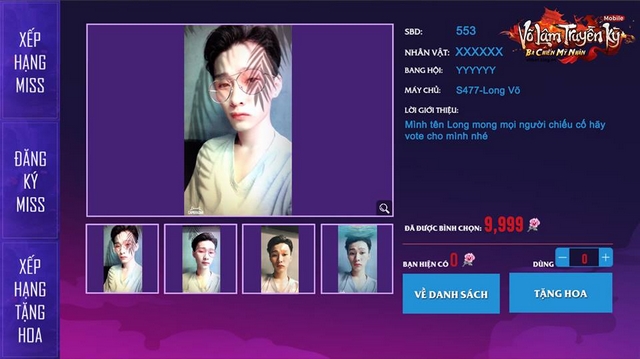 XẾP
HẠNG
MISS
ĐĂNG
KÝ
MISS
XẾP
HẠNG
TẶNG
HOA
SBD: 553
NHÂN VẬT: XXXXXX
BANG HỘI: YYYYYY
MÁY CHỦ: S477-Long Võ
LỜI GIỚI THIỆU:
Mình tên Long mong mọi người chiếu cố hãy
vote cho mình nhé
Mobile
Võ Lâm Truyền Kỳ
Bá Chiến Mỹ Nhân
ĐÃ ĐƯỢC BÌNH CHỌN: 9,999
BẠN HIỆN CÓ 0
DÙNG - 0 +
VỀ DANH SÁCH
TẶNG HOA